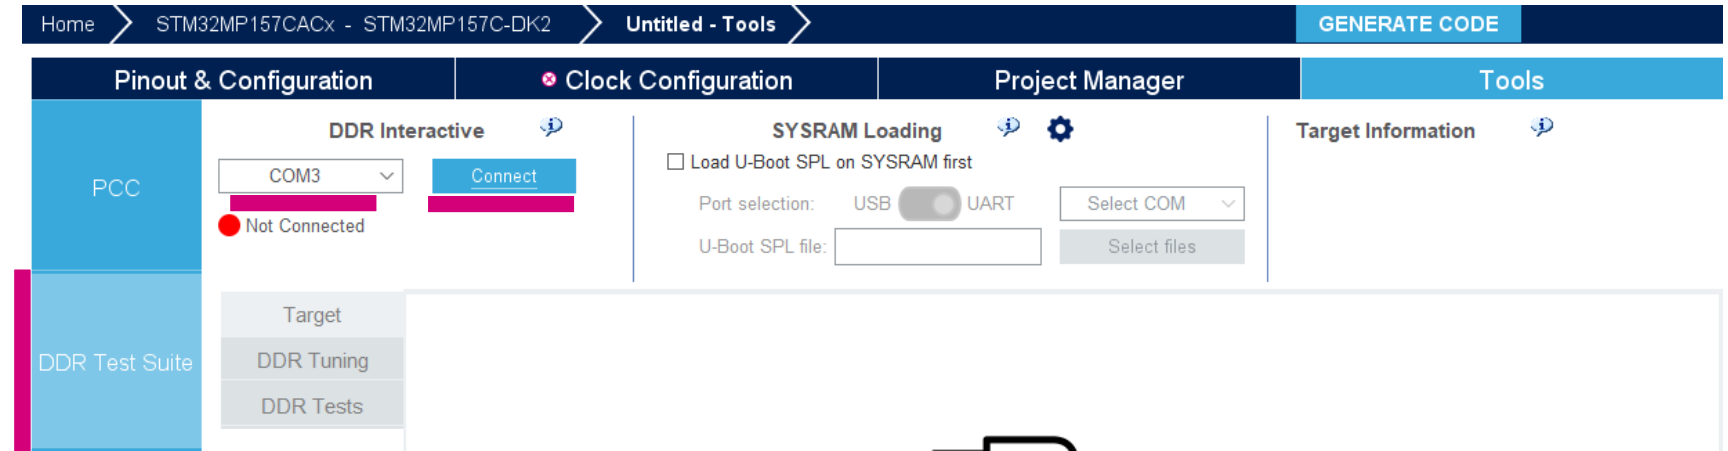 Home STM32MP157CACx - STM32MP157C-DK2 Untitled - Tools GENERATE CODE
Pinout & Configuration Clock Configuration Project Manager Tools
DDR Interactive SYSRAM Loading Target Information
Load U-Boot SPL on SYSRAM first
PCC COM3 Connect
Port selection: USB UART Select COM
Not Connected
U-Boot SPL file: Select files
Target
DDR Test Suite DDR Tuning
DDR Tests